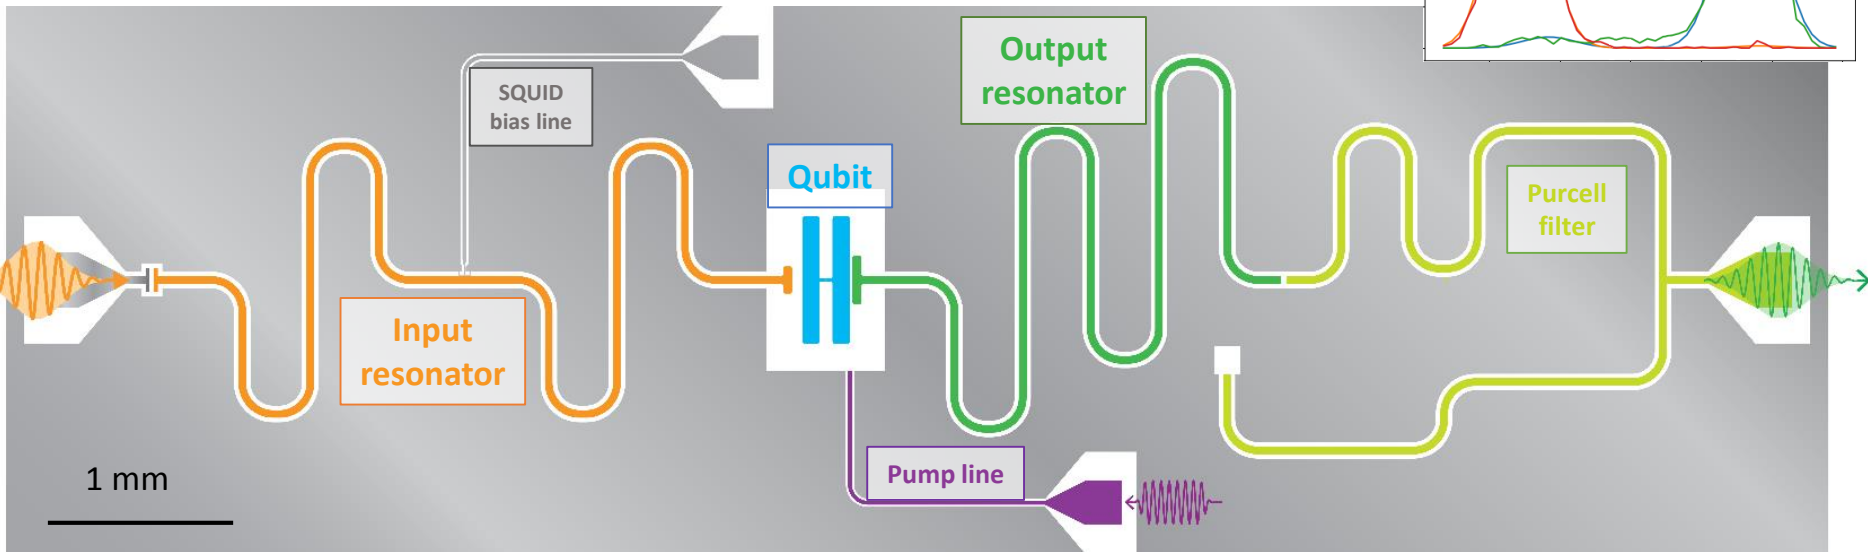 Output
resonator
SQUID
bias line
Qubit
Purcell
filter
Input
resonator
Pump line
1 mm